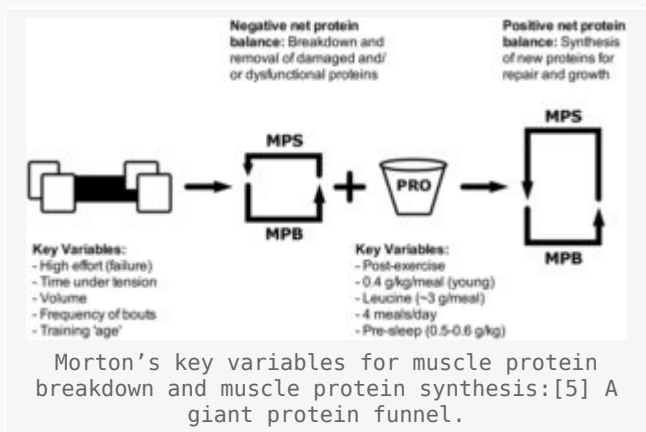 Negative net protein
balance: Breakdown and
removal of damaged and/
or dysfunctional proteins
Positive net protein
balance: Synthesis
of new proteins for
repair and growth
MPS
MPB
PRO
MPS
MPB
Key Variables:
- High effort (failure)
- Time under tension
- Volume
- Frequency of bouts
- Training 'age'
Key Variables:
- Post-exercise
- 0.4 g/kg/meal (young)
- Leucine (~3 g/meal)
- 4 meals/day
- Pre-sleep (0.5-0.6 g/kg)
Morton’s key variables for muscle protein
breakdown and muscle protein synthesis:[5] A
giant protein funnel.